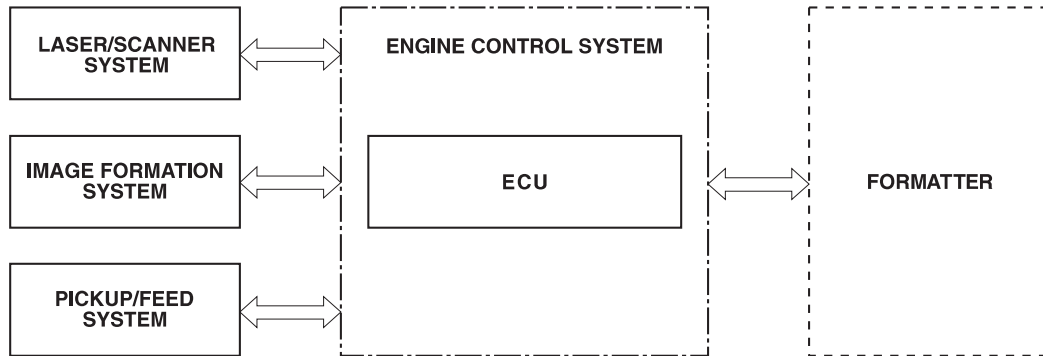 LASER/SCANNER
SYSTEM
ENGINE CONTROL SYSTEM
IMAGE FORMATION
SYSTEM
ECU
FORMATTER
PICKUP/FEED
SYSTEM